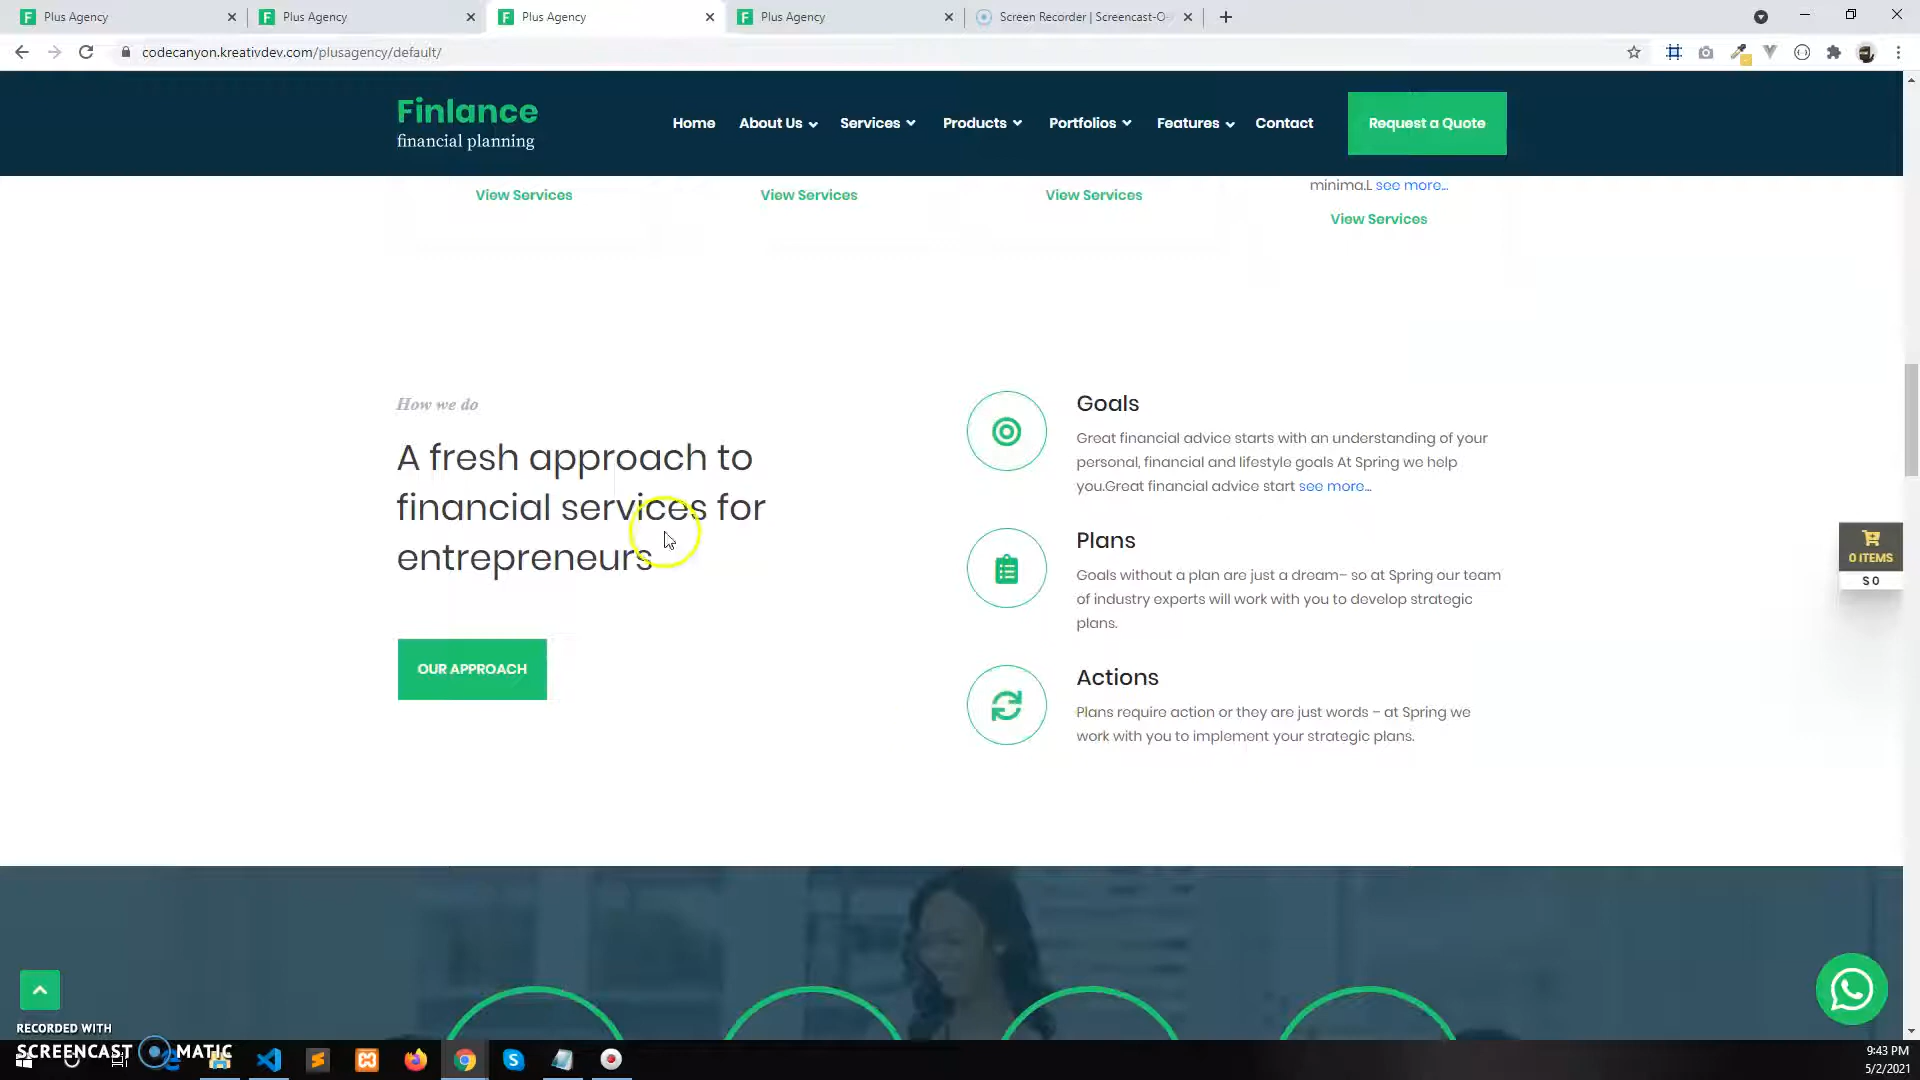 Plus Agency
Plus Agency
Plus Agency
Plus Agency
Screen Recorder | Screencast-O-
codecanyon.kreativdev.com/plusagency/default/
Finlance
financial planning
Home
About Us
Services
Products
Portfolios
Features
Contact
Request a Quote
View Services
View Services
View Services
minima.L see more...
View Services
How we do
A fresh approach to
financial services for
entrepreneurs
OUR APPROACH
Goals
Great financial advice starts with an understanding of your
personal, financial and lifestyle goals At Spring we help
you.Great financial advice start see more...
Plans
Goals without a plan are just a dream– so at Spring our team
of industry experts will work with you to develop strategic
plans.
Actions
Plans require action or they are just words – at Spring we
work with you to implement your strategic plans.
0 ITEMS
$ 0
RECORDED WITH
SCREENCAST MATIC
9:43 PM
5/2/2021